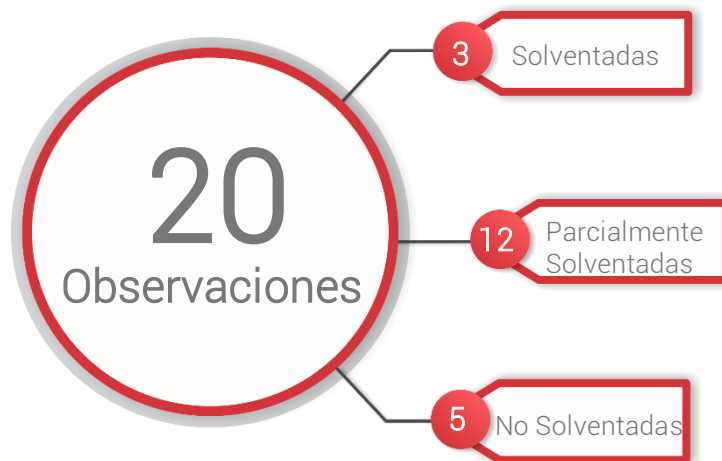 20
Observaciones
3
Solventadas
12
Parcialmente
Solventadas
5
No Solventadas